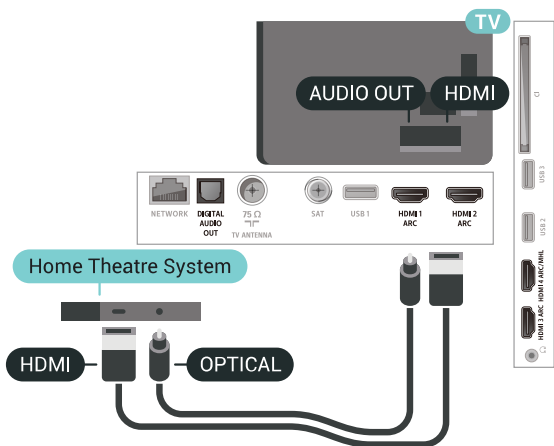 TV
AUDIO OUT
HDMI
CI
USB 3
USB 2
HDMI 4 ARC/MHL
HDMI 3 ARC
NETWORK
DIGITAL
AUDIO
OUT
75 Ω
TV ANTENNA
SAT
USB 1
HDMI 1
ARC
HDMI 2
ARC
Home Theatre System
HDMI
OPTICAL